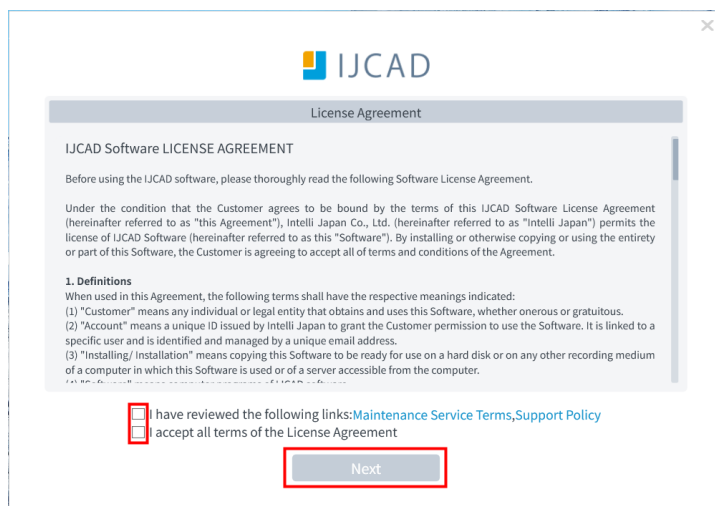 IJCAD
License Agreement
IJCAD Software LICENSE AGREEMENT
Before using the IJCAD software, please thoroughly read the following Software License Agreement.
Under the condition that the Customer agrees to be bound by the terms of this IJCAD Software License Agreement
(hereinafter referred to as "this Agreement"), Intelli Japan Co., Ltd. (hereinafter referred to as "Intelli Japan") permits the
license of IJCAD Software (hereinafter referred to as this "Software"). By installing or otherwise copying or using the entirety
or part of this Software, the Customer is agreeing to accept all of terms and conditions of the Agreement.
1. Definitions
When used in this Agreement, the following terms shall have the respective meanings indicated:
(1) "Customer" means any individual or legal entity that obtains and uses this Software, whether onerous or gratuitous.
(2) "Account" means a unique ID issued by Intelli Japan to grant the Customer permission to use the Software. It is linked to a
specific user and is identified and managed by a unique email address.
(3) "Installing/ Installation" means copying this Software to be ready for use on a hard disk or on any other recording medium
of a computer in which this Software is used or of a server accessible from the computer.
(4) "Software" means computer programs of IJCAD software
I have reviewed the following links:Maintenance Service Terms,Support Policy
I accept all terms of the License Agreement
Next